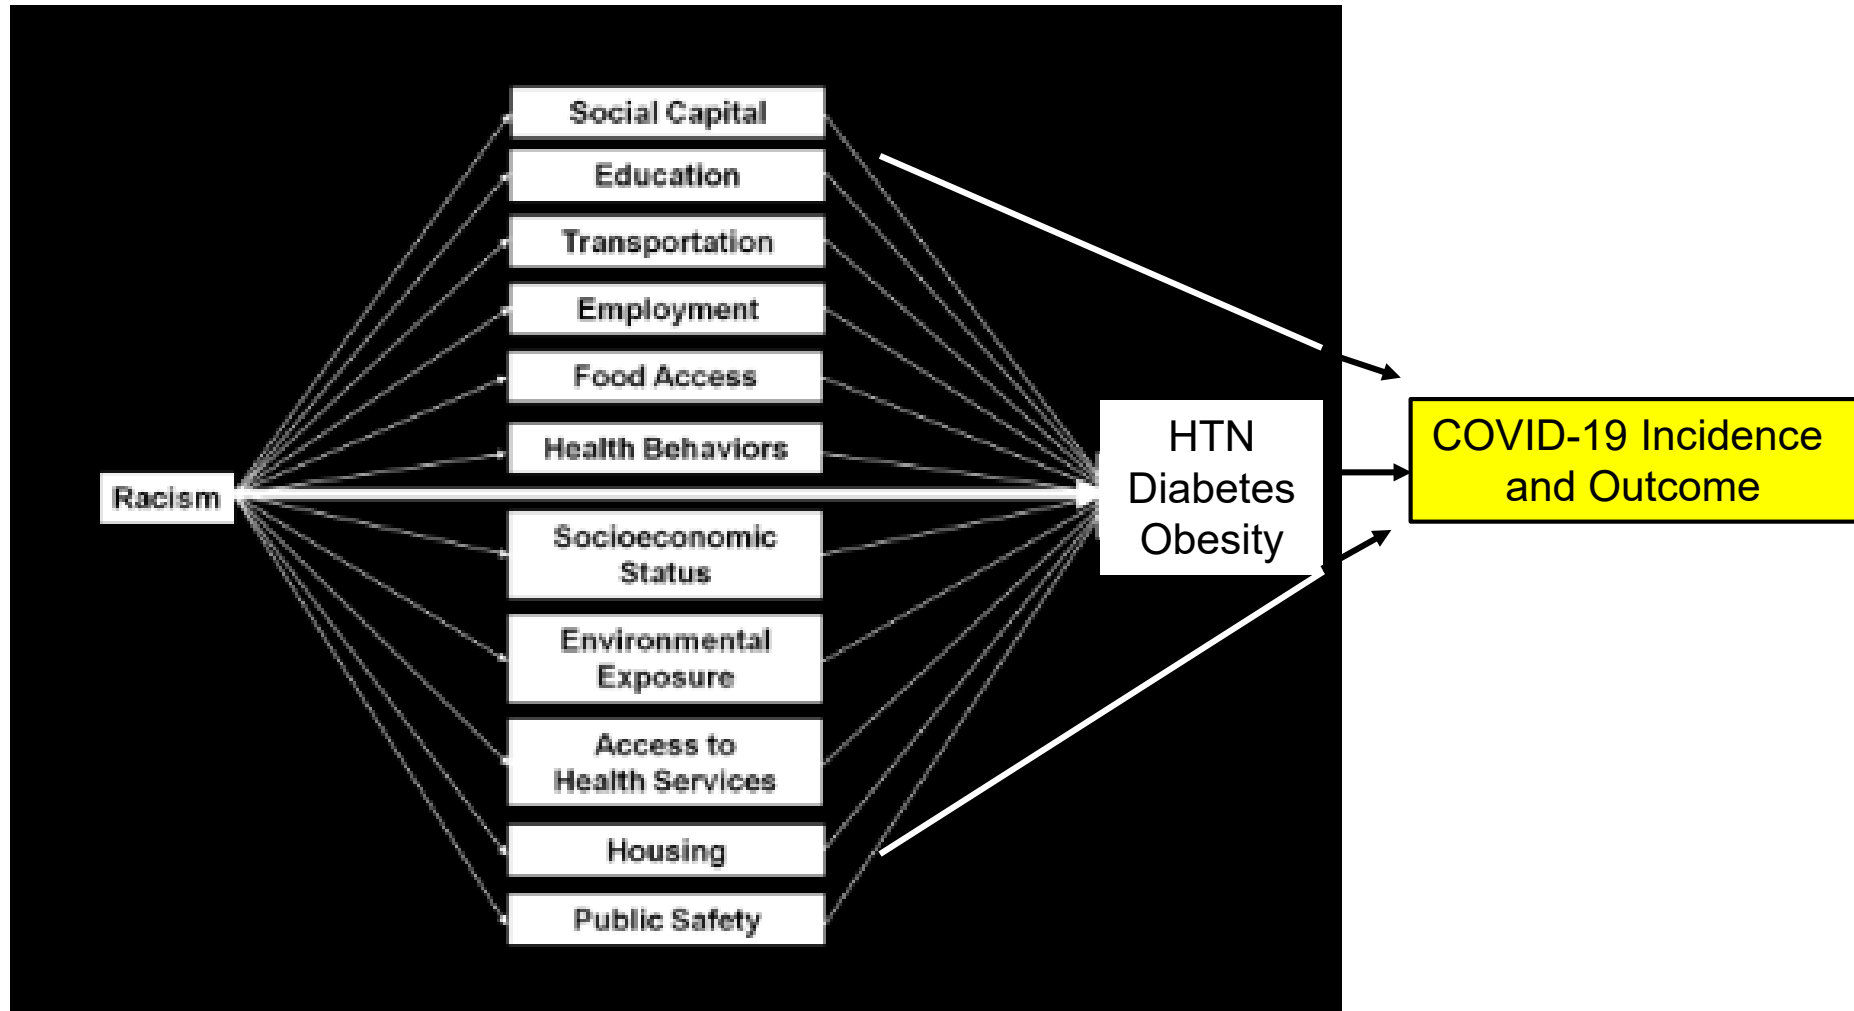 Racism
Social Capital
Education
Transportation
Employment
Food Access
Health Behaviors
Socioeconomic
Status
Environmental
Exposure
Access to
Health Services
Housing
Public Safety
HTN
Diabetes
Obesity
COVID-19 Incidence
and Outcome